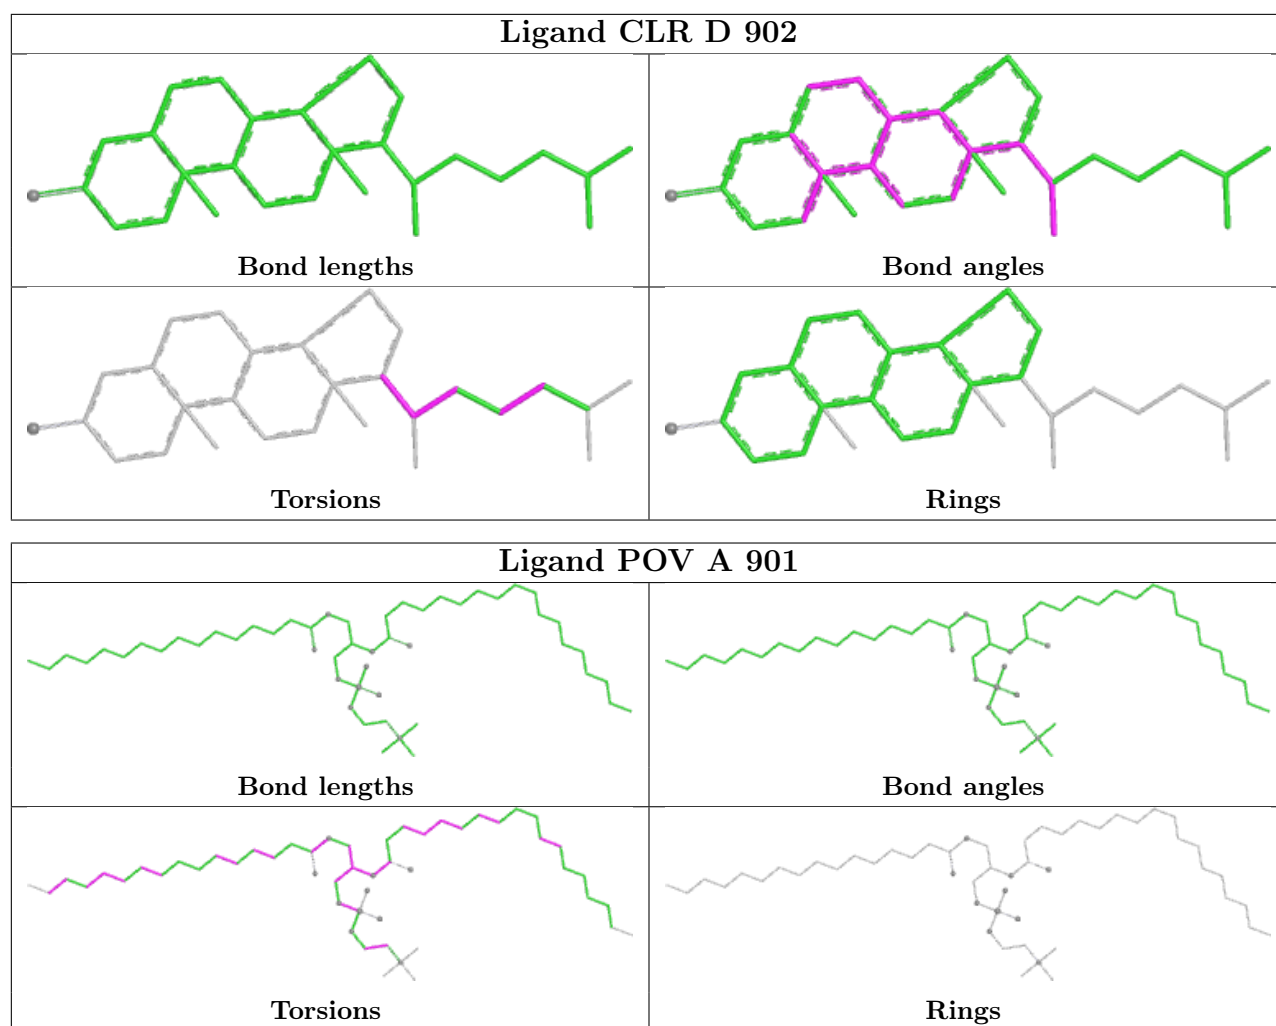 Ligand CLR D 902
Bond lengths
Bond angles
Torsions
Rings
Ligand POV A 901
Bond lengths
Bond angles
Torsions
Rings